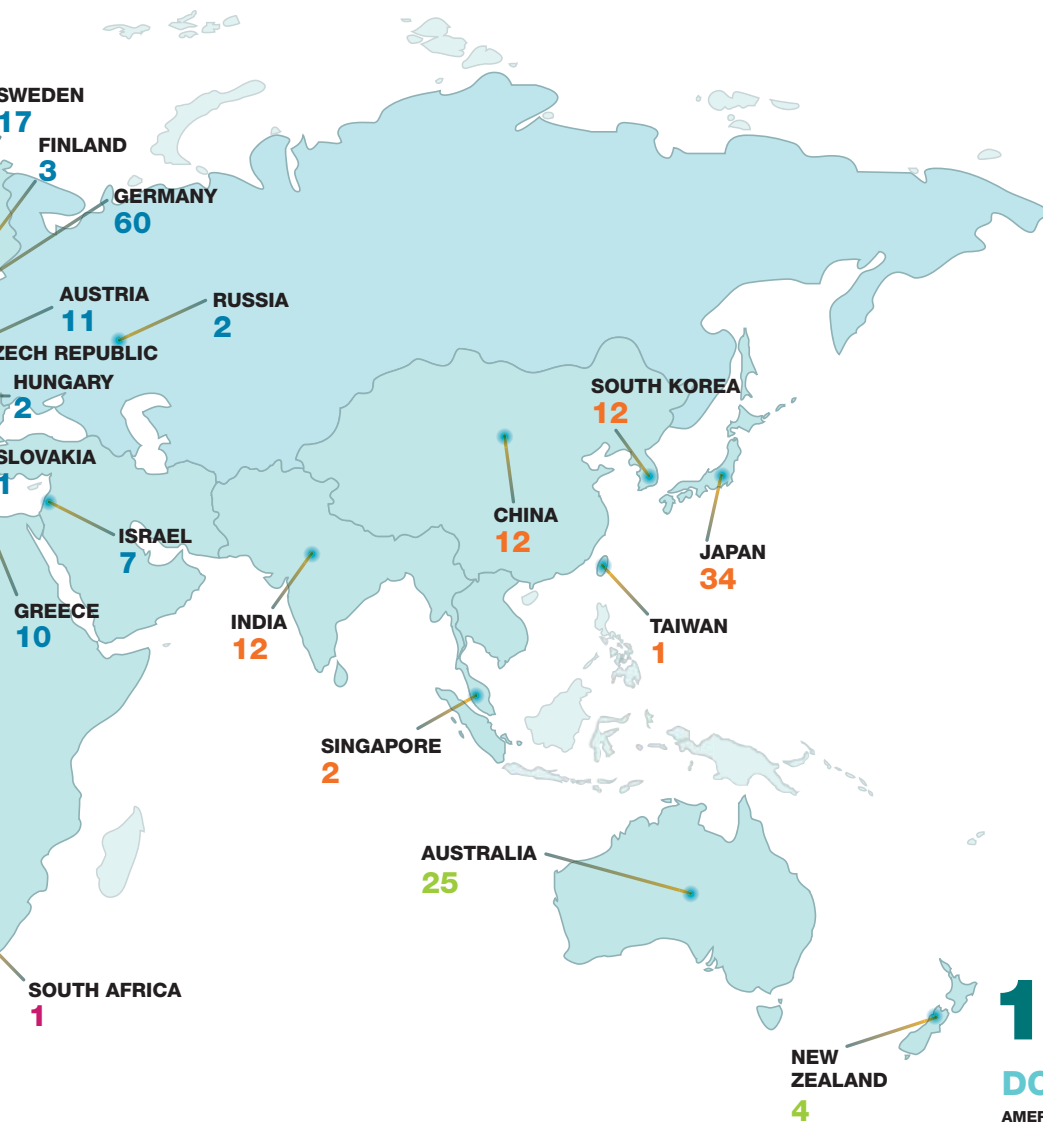 SWEDEN
17
FINLAND
3
GERMANY
60
AUSTRIA
11
RUSSIA
2
ZECH REPUBLIC
HUNGARY
2
SLOVAKIA
1
SOUTH KOREA
12
CHINA
12
ISRAEL
7
JAPAN
34
GREECE
10
INDIA
12
TAIWAN
1
SINGAPORE
2
AUSTRALIA
25
SOUTH AFRICA
1
NEW
ZEALAND
4
1
DO
AMER